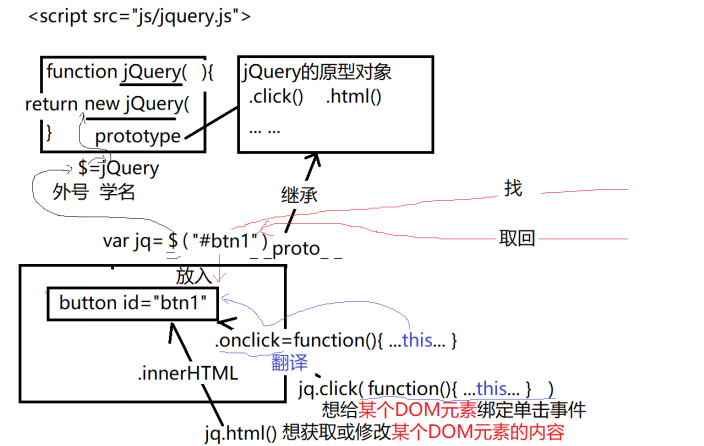 <script src="js/jquery.js">
function jQuery( ){
return new jQuery(
}
prototype
jQuery的原型对象
.click() .html()
... ...
$=jQuery
外号 学名
继承
找
var jq= $ ("#btn1")
取回
__proto__
放入
button id="btn1"
.onclick=function(){ ...this... }
翻译
.innerHTML
jq.click( function(){ ...this... } )
想给某个DOM元素绑定单击事件
jq.html() 想获取或修改某个DOM元素的内容